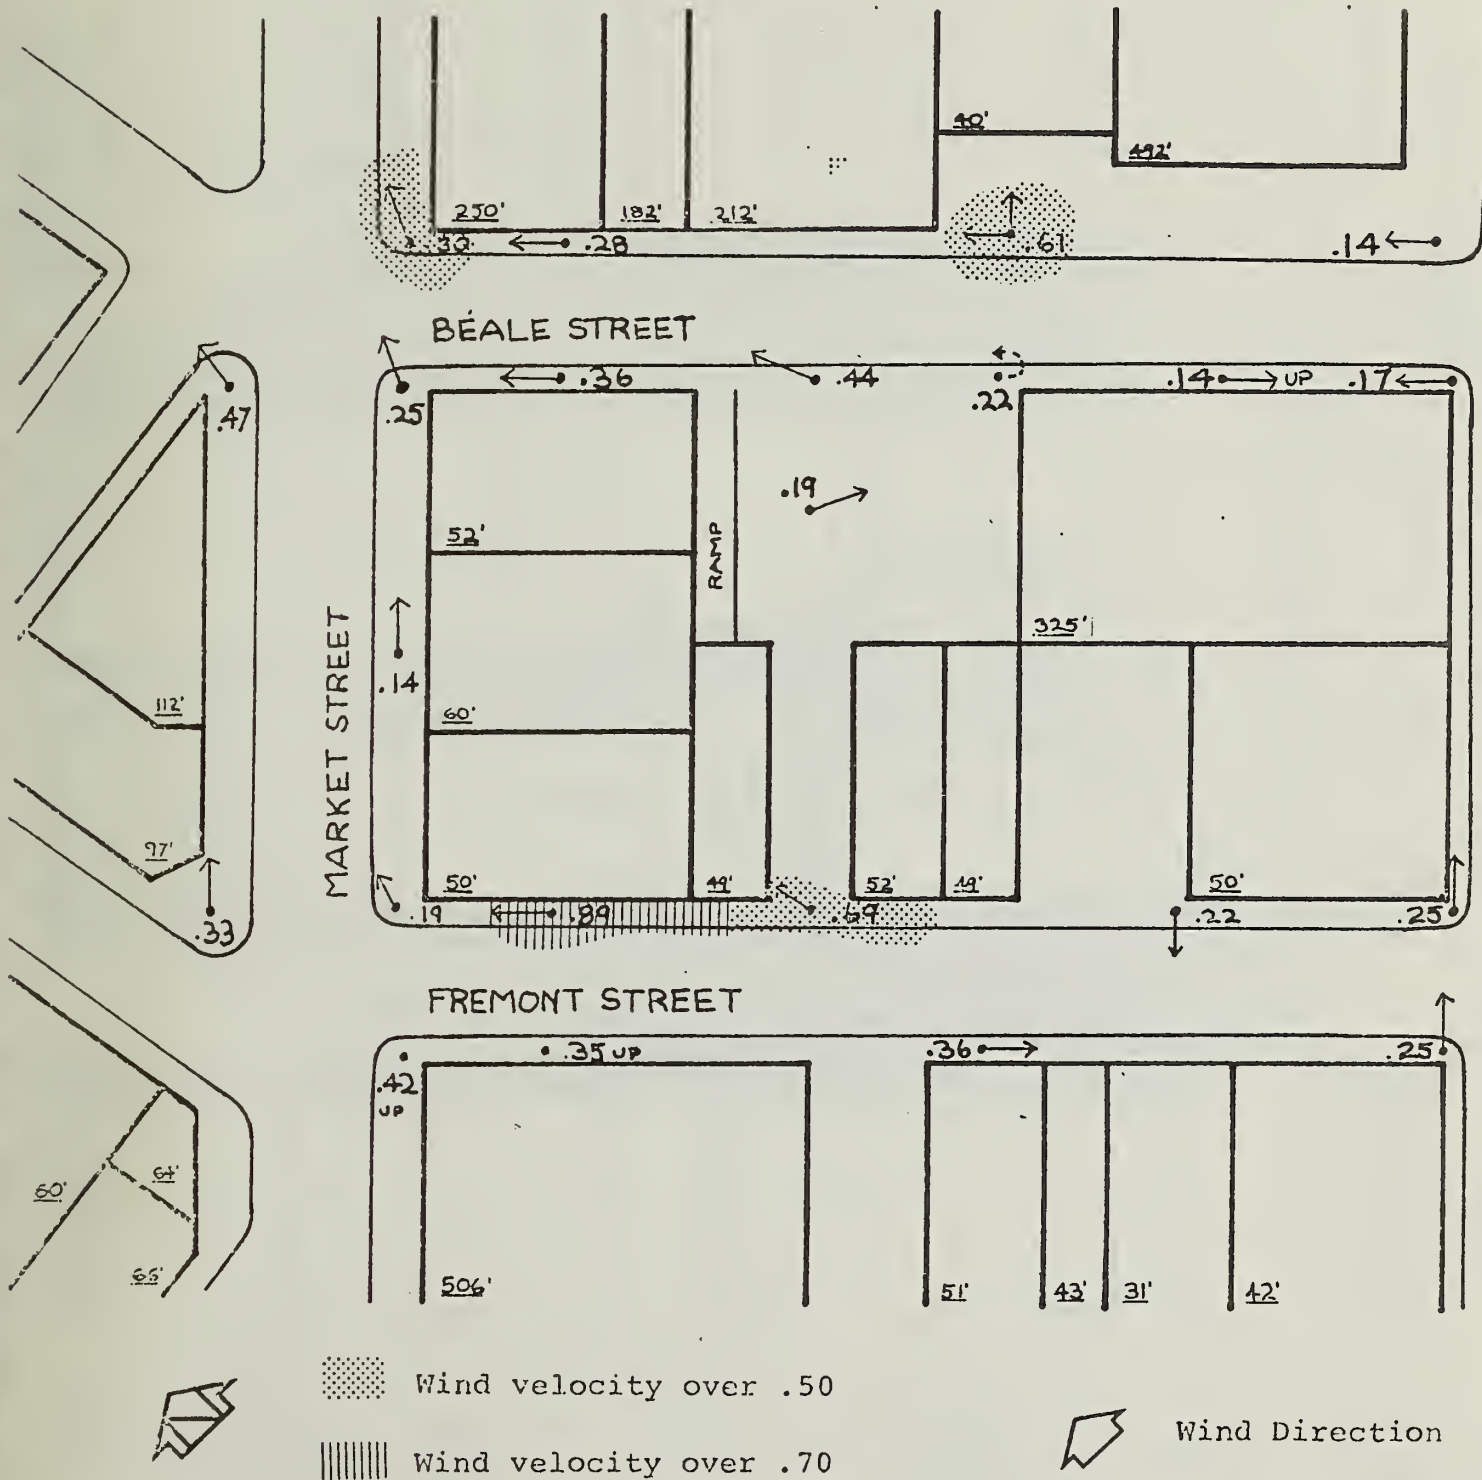 40'
492'
250' 182' 212'
.28 .61 .14
BEALE STREET
.36 .44 .14 UP .17
.47 .25 .22
.19
RAMP
52'
325'
MARKET STREET
.14
112'
60'
97'
50' 49' 52' 49' 50'
.19 .89 .69 .22 .25
.33
FREMONT STREET
.35 UP .36 .25
.42
UP
64'
60'
506' 51' 43' 31' 42'
Wind velocity over .50
Wind Direction
Wind velocity over .70